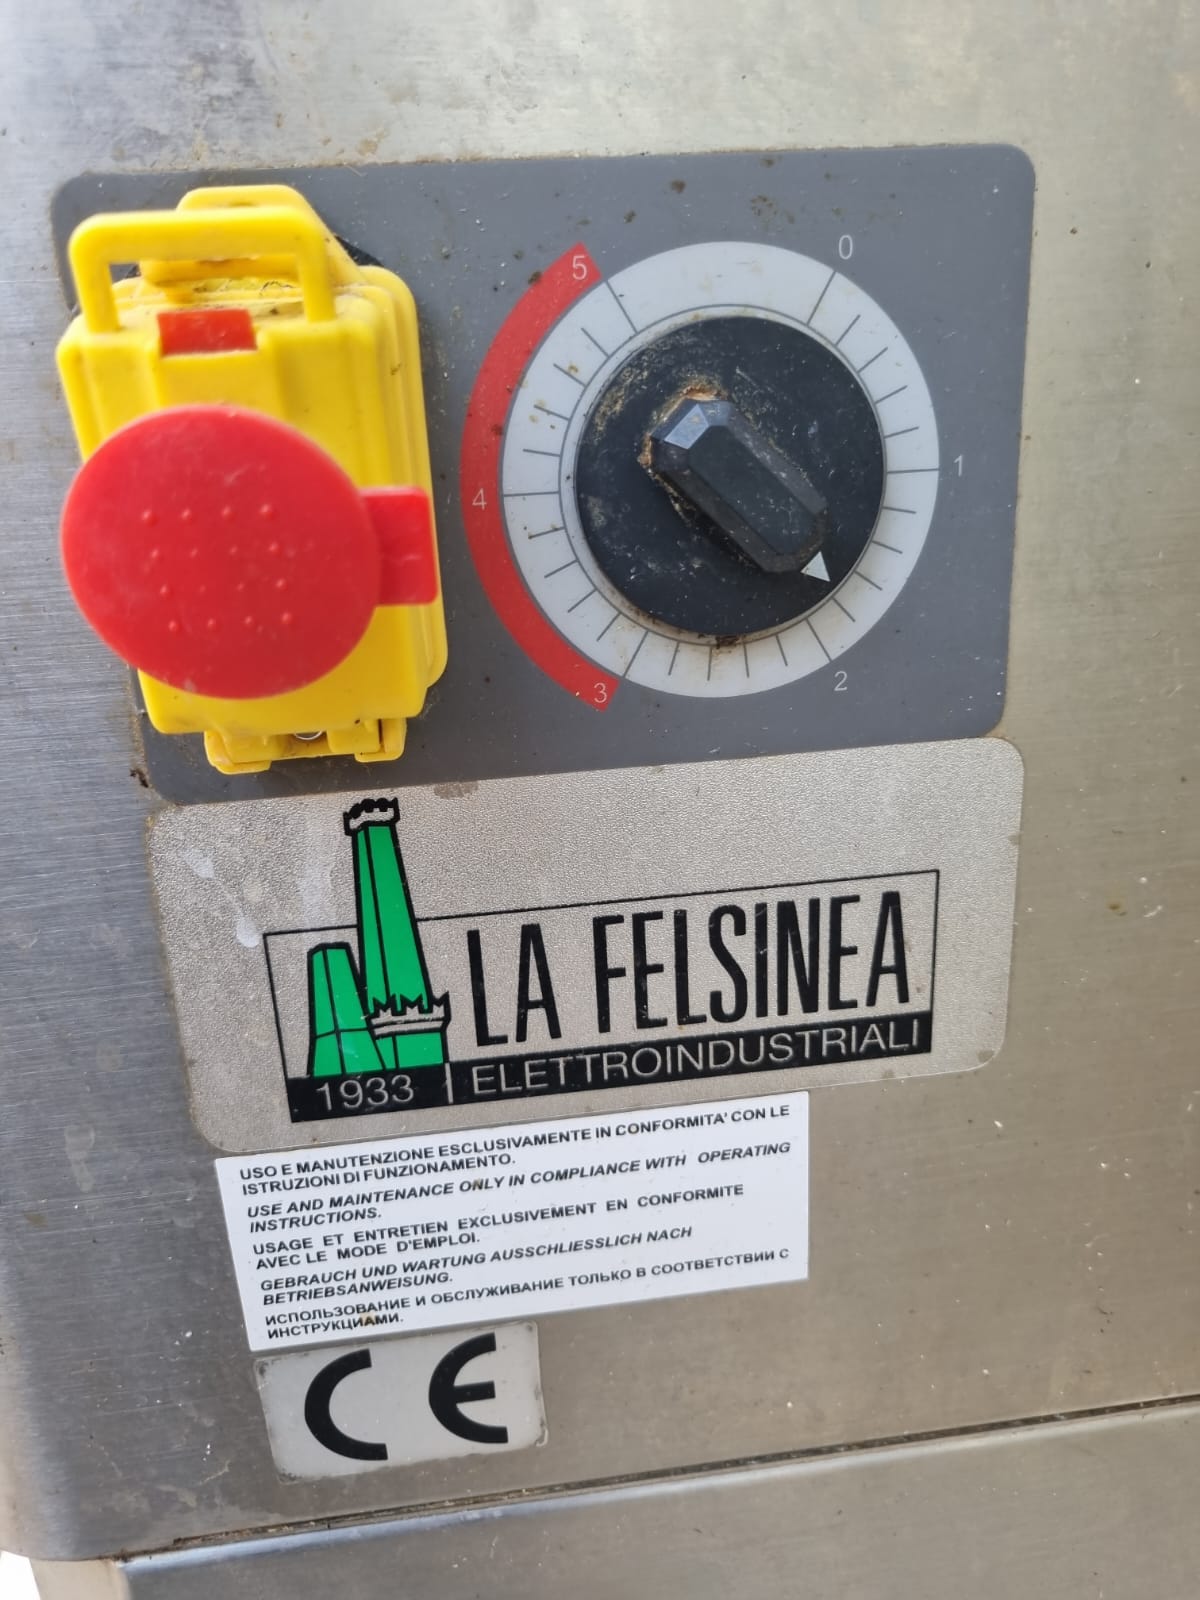 0
5
1
4
2
3
LA FELSINEA
1933 | ELETTROINDUSTRIALI
USO E MANUTENZIONE ESCLUSIVAMENTE IN CONFORMITA' CON LE
ISTRUZIONI DI FUNZIONAMENTO.
USE AND MAINTENANCE ONLY IN COMPLIANCE WITH OPERATING
INSTRUCTIONS.
USAGE ET ENTRETIEN EXCLUSIVEMENT EN CONFORMITE
AVEC LE MODE D'EMPLOI.
GEBRAUCH UND WARTUNG AUSSCHLIESSLICH NACH
BETRIEBSANWEISUNG.
ИСПОЛЬЗОВАНИЕ И ОБСЛУЖИВАНИЕ ТОЛЬКО В СООТВЕТСТВИИ С
ИНСТРУКЦИАМИ.
CE